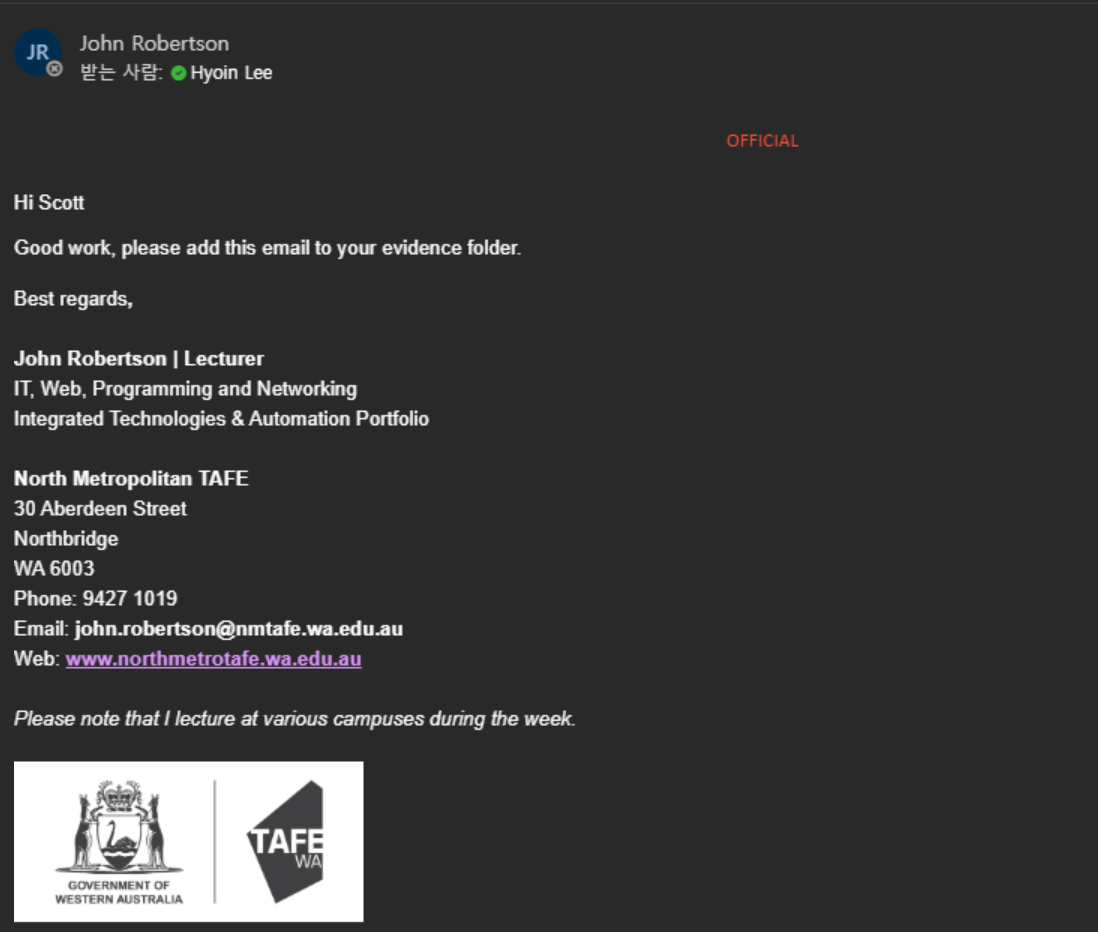 JR
John Robertson
받는 사람: Hyoin Lee
OFFICIAL
Hi Scott
Good work, please add this email to your evidence folder.
Best regards,
John Robertson | Lecturer
IT, Web, Programming and Networking
Integrated Technologies & Automation Portfolio
North Metropolitan TAFE
30 Aberdeen Street
Northbridge
WA 6003
Phone: 9427 1019
Email: john.robertson@nmtafe.wa.edu.au
Web: www.northmetrotafe.wa.edu.au
Please note that I lecture at various campuses during the week.
GOVERNMENT OF
WESTERN AUSTRALIA
TAFE
WA